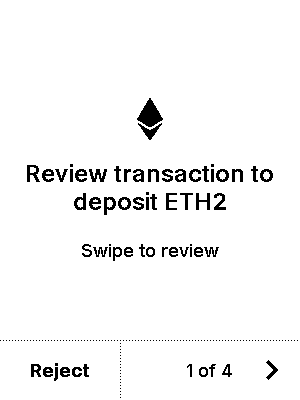 Review transaction to
deposit ETH2
Swipe to review
Reject
1 of 4